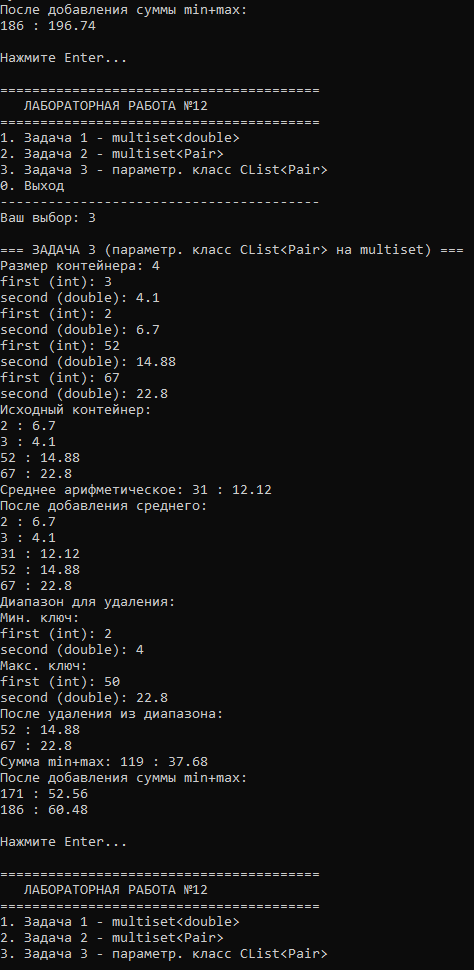 После добавления суммы min+max:
186 : 196.74
Нажмите Enter...
========================================
ЛАБОРАТОРНАЯ РАБОТА №12
========================================
1. Задача 1 - multiset<double>
2. Задача 2 - multiset<Pair>
3. Задача 3 - параметр. класс CList<Pair>
0. Выход
----------------------------------------
Ваш выбор: 3
=== ЗАДАЧА 3 (параметр. класс CList<Pair> на multiset) ===
Размер контейнера: 4
first (int): 3
second (double): 4.1
first (int): 2
second (double): 6.7
first (int): 52
second (double): 14.88
first (int): 67
second (double): 22.8
Исходный контейнер:
2 : 6.7
3 : 4.1
52 : 14.88
67 : 22.8
Среднее арифметическое: 31 : 12.12
После добавления среднего:
2 : 6.7
3 : 4.1
31 : 12.12
52 : 14.88
67 : 22.8
Диапазон для удаления:
Мин. ключ:
first (int): 2
second (double): 4
Макс. ключ:
first (int): 50
second (double): 22.8
После удаления из диапазона:
52 : 14.88
67 : 22.8
Сумма min+max: 119 : 37.68
После добавления суммы min+max:
171 : 52.56
186 : 60.48
Нажмите Enter...
========================================
ЛАБОРАТОРНАЯ РАБОТА №12
========================================
1. Задача 1 - multiset<double>
2. Задача 2 - multiset<Pair>
3. Задача 3 - параметр. класс CList<Pair>